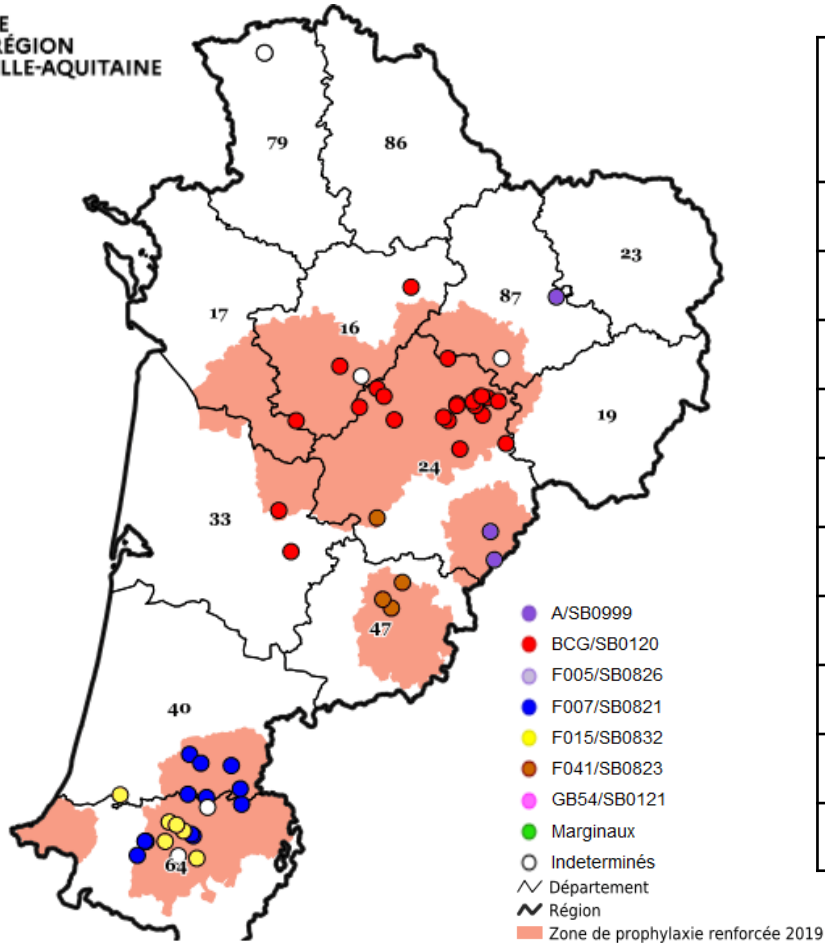 E
RÉGION
LLE-AQUITAINE
79
86
23
87
17
16
19
24
33
47
40
64
A/SB0999
BCG/SB0120
F005/SB0826
F007/SB0821
F015/SB0832
F041/SB0823
GB54/SB0121
Marginaux
Indeterminés
Département
Région
Zone de prophylaxie renforcée 2019